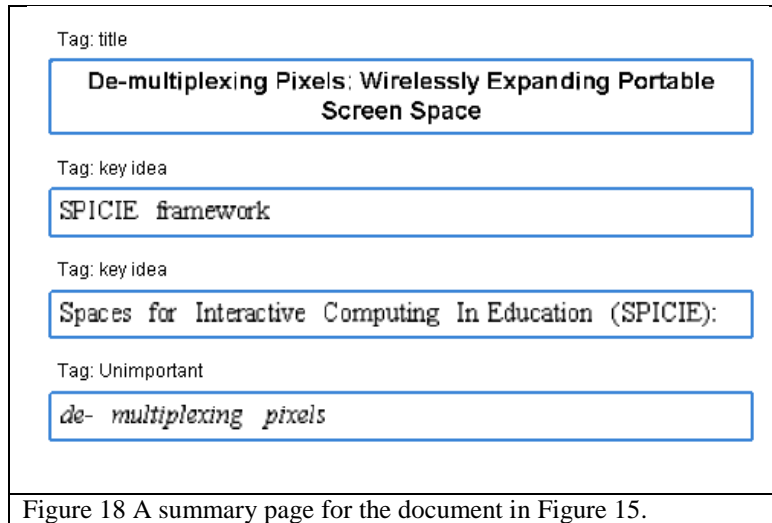 Tag: title
De-multiplexing Pixels: Wirelessly Expanding Portable
Screen Space
Tag: key idea
SPICIE framework
Tag: key idea
Spaces for Interactive Computing In Education (SPICIE):
Tag: Unimportant
de- multiplexing pixels
Figure 18 A summary page for the document in Figure 15.